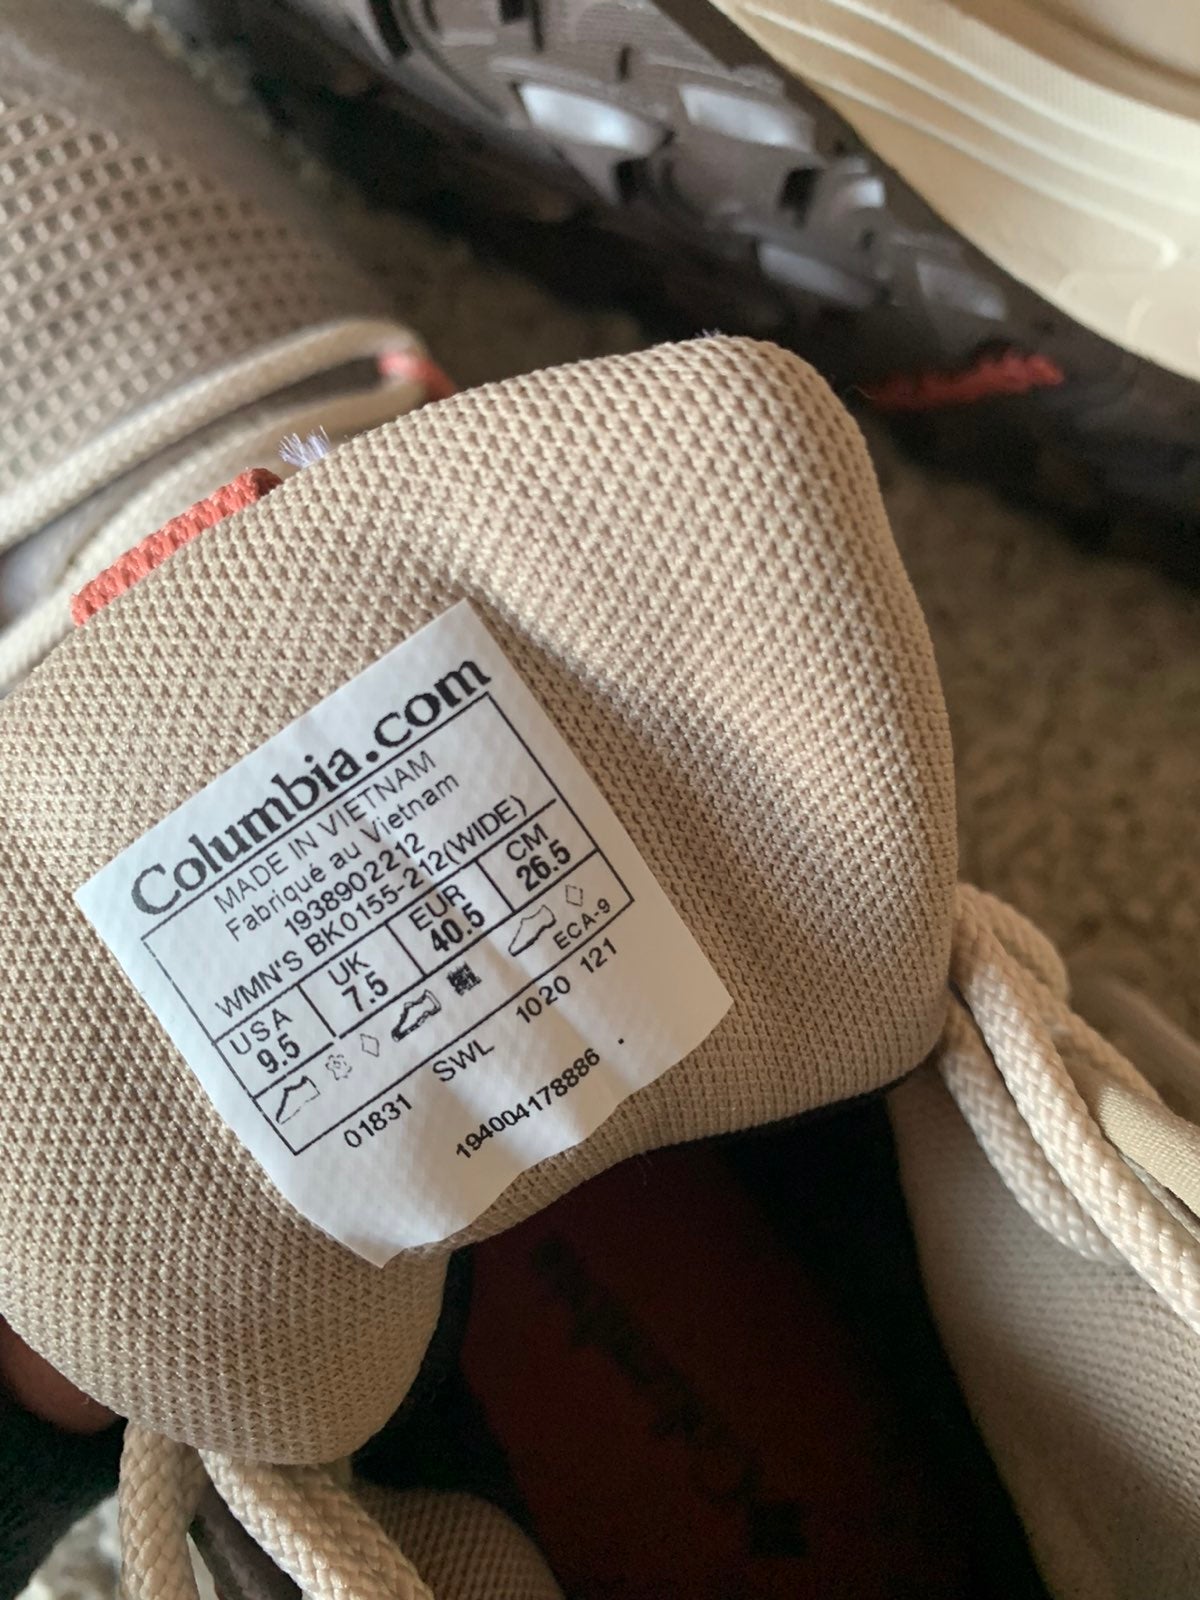 Columbia.com
MADE IN VIETNAM
Fabriqué au Vietnam
1938902212
WMN'S BK0155-212(WIDE)
USA UK EUR CM
9.5 7.5 40.5 26.5
ECA-9
01831 SWL 1020 121
194004178886